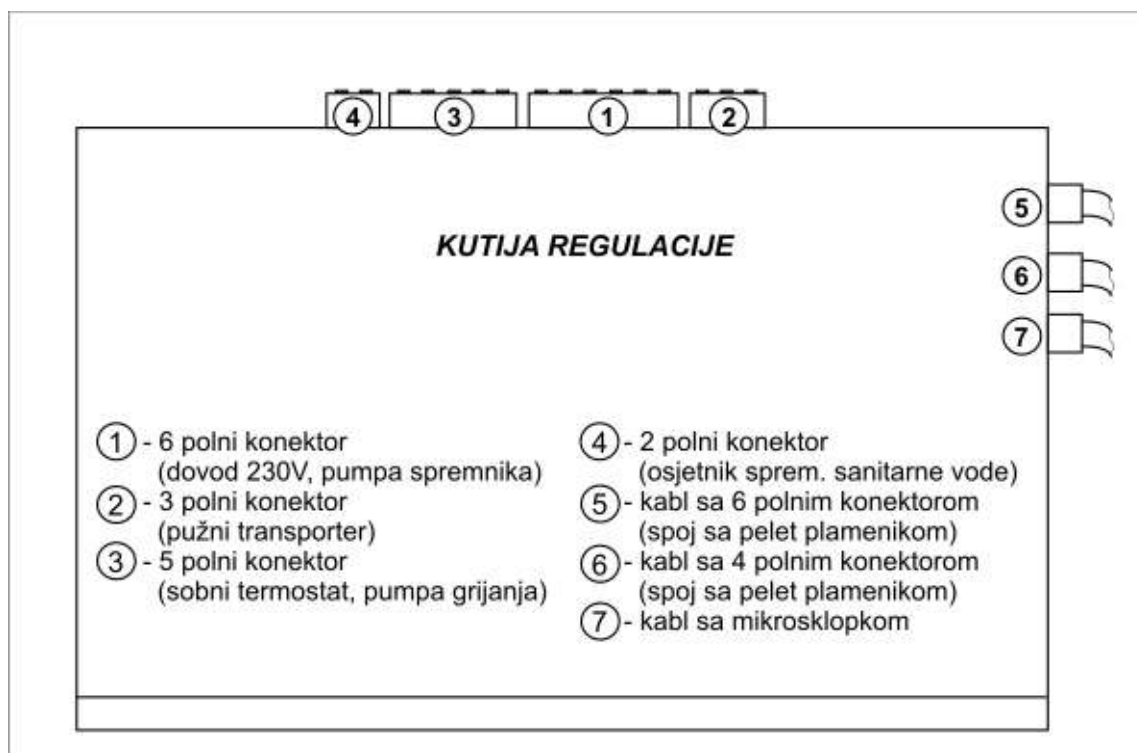 4 3 1 2
5
KUTIJA REGULACIJE
6
7
1 - 6 polni konektor
(dovod 230V, pumpa spremnika)
2 - 3 polni konektor
(pužni transporter)
3 - 5 polni konektor
(sobni termostat, pumpa grijanja)
4 - 2 polni konektor
(osjetnik sprem. sanitarne vode)
5 - kabl sa 6 polnim konektorom
(spoj sa pelet plamenikom)
6 - kabl sa 4 polnim konektorom
(spoj sa pelet plamenikom)
7 - kabl sa mikrosklopkom